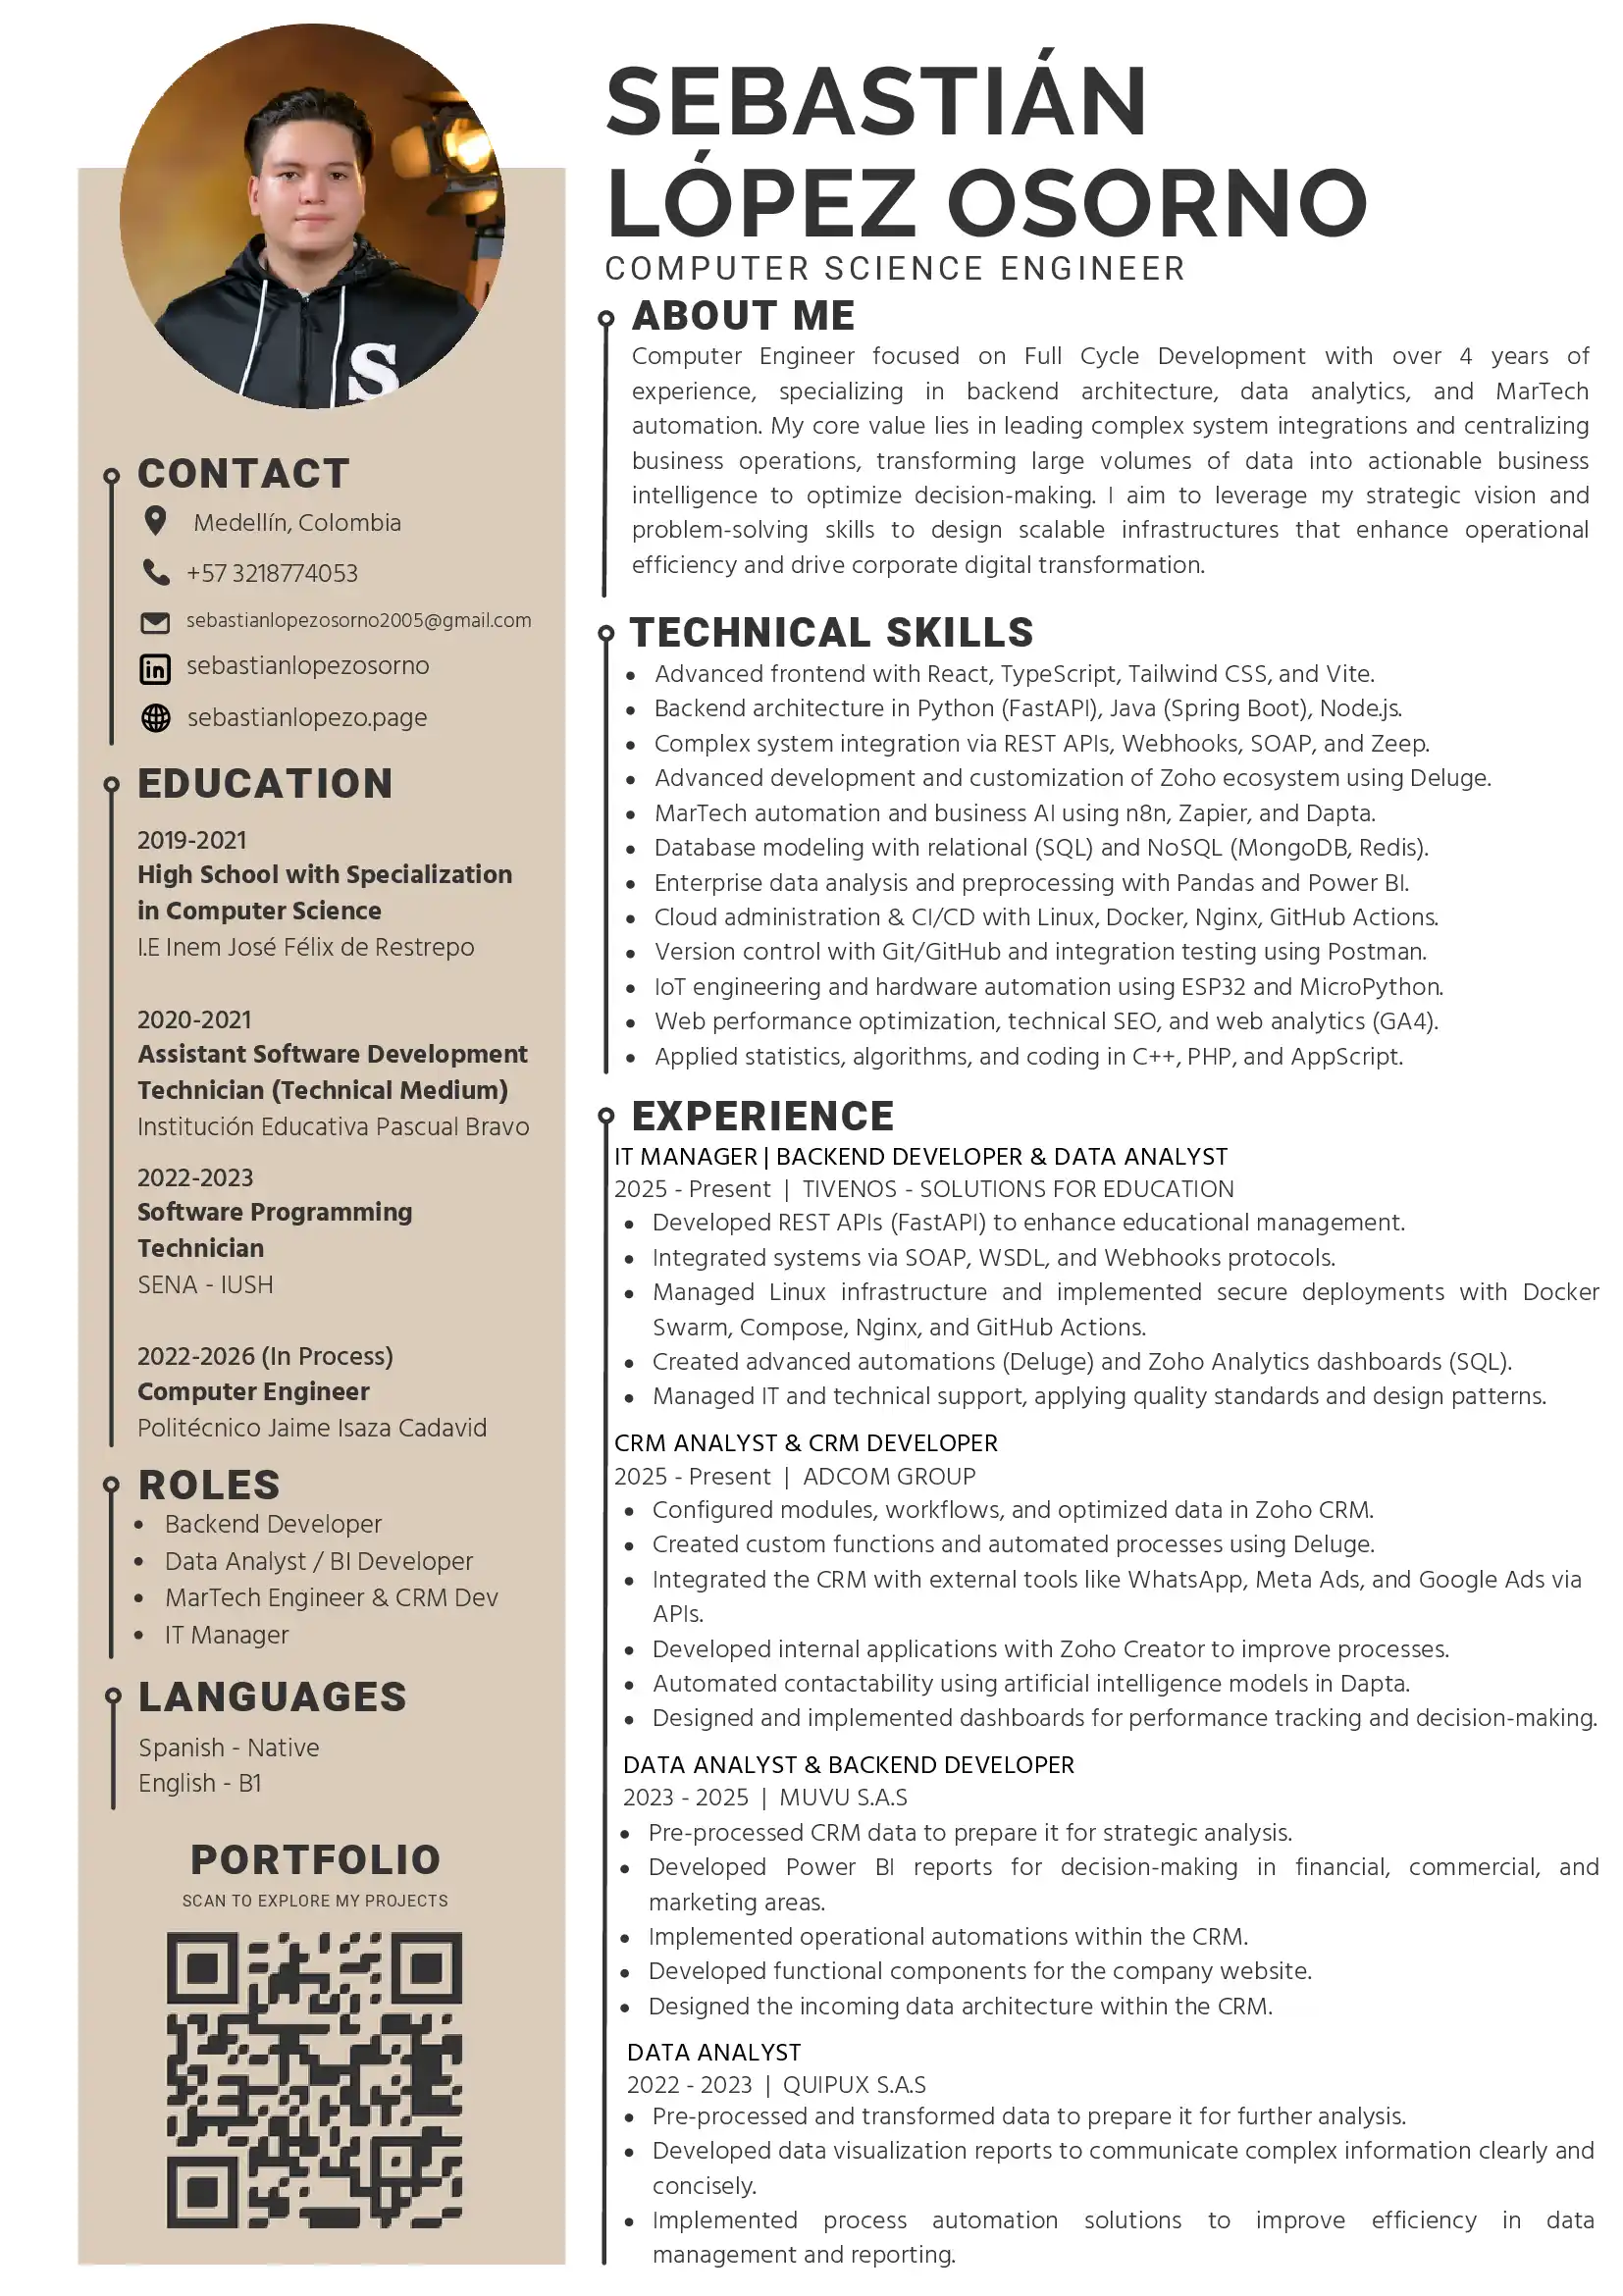 SEBASTIÁN
LÓPEZ OSORNO
COMPUTER SCIENCE ENGINEER
S
CONTACT
Medellín, Colombia
+57 3218774053
sebastianlopezosorno2005@gmail.com
in
sebastianlopezosorno
sebastianlopezo.page
EDUCATION
2019-2021
High School with Specialization
in Computer Science
I.E Inem José Félix de Restrepo
2020-2021
Assistant Software Development
Technician (Technical Medium)
Institución Educativa Pascual Bravo
2022-2023
Software Programming
Technician
SENA - IUSH
2022-2026 (In Process)
Computer Engineer
Politécnico Jaime Isaza Cadavid
ROLES
• Backend Developer
• Data Analyst / BI Developer
• MarTech Engineer & CRM Dev
• IT Manager
LANGUAGES
Spanish - Native
English - B1
PORTFOLIO
SCAN TO EXPLORE MY PROJECTS
ABOUT ME
Computer Engineer focused on Full Cycle Development with over 4 years of
experience, specializing in backend architecture, data analytics, and MarTech
automation. My core value lies in leading complex system integrations and centralizing
business operations, transforming large volumes of data into actionable business
intelligence to optimize decision-making. I aim to leverage my strategic vision and
problem-solving skills to design scalable infrastructures that enhance operational
efficiency and drive corporate digital transformation.
TECHNICAL SKILLS
• Advanced frontend with React, TypeScript, Tailwind CSS, and Vite.
• Backend architecture in Python (FastAPI), Java (Spring Boot), Node.js.
• Complex system integration via REST APIs, Webhooks, SOAP, and Zeep.
• Advanced development and customization of Zoho ecosystem using Deluge.
• MarTech automation and business AI using n8n, Zapier, and Dapta.
• Database modeling with relational (SQL) and NoSQL (MongoDB, Redis).
• Enterprise data analysis and preprocessing with Pandas and Power BI.
• Cloud administration & CI/CD with Linux, Docker, Nginx, GitHub Actions.
• Version control with Git/GitHub and integration testing using Postman.
• IoT engineering and hardware automation using ESP32 and MicroPython.
• Web performance optimization, technical SEO, and web analytics (GA4).
• Applied statistics, algorithms, and coding in C++, PHP, and AppScript.
EXPERIENCE
IT MANAGER | BACKEND DEVELOPER & DATA ANALYST
2025 - Present | TIVENOS - SOLUTIONS FOR EDUCATION
• Developed REST APIs (FastAPI) to enhance educational management.
• Integrated systems via SOAP, WSDL, and Webhooks protocols.
• Managed Linux infrastructure and implemented secure deployments with Docker
Swarm, Compose, Nginx, and GitHub Actions.
• Created advanced automations (Deluge) and Zoho Analytics dashboards (SQL).
• Managed IT and technical support, applying quality standards and design patterns.
CRM ANALYST & CRM DEVELOPER
2025 - Present | ADCOM GROUP
• Configured modules, workflows, and optimized data in Zoho CRM.
• Created custom functions and automated processes using Deluge.
• Integrated the CRM with external tools like WhatsApp, Meta Ads, and Google Ads via
APIs.
• Developed internal applications with Zoho Creator to improve processes.
• Automated contactability using artificial intelligence models in Dapta.
• Designed and implemented dashboards for performance tracking and decision-making.
DATA ANALYST & BACKEND DEVELOPER
2023 - 2025 | MUVU S.A.S
• Pre-processed CRM data to prepare it for strategic analysis.
• Developed Power BI reports for decision-making in financial, commercial, and
marketing areas.
• Implemented operational automations within the CRM.
• Developed functional components for the company website.
• Designed the incoming data architecture within the CRM.
DATA ANALYST
2022 - 2023 | QUIPUX S.A.S
• Pre-processed and transformed data to prepare it for further analysis.
• Developed data visualization reports to communicate complex information clearly and
concisely.
• Implemented process automation solutions to improve efficiency in data
management and reporting.